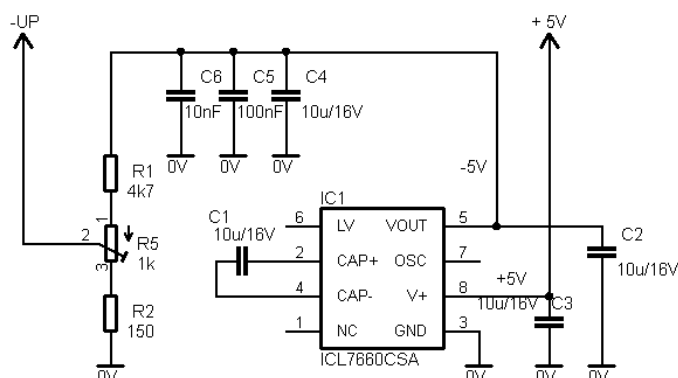 -UP
+ 5V
C6
C5
C4
10nF
100nF
10u/16V
0V
0V
0V
R1
4k7
-5V
IC1
1
2
3
R5
1k
C1
10u/16V
6
LV
VOUT
5
2
CAP+
OSC
7
4
CAP-
V+
8
1
NC
GND
3
C2
10u/16V
+5V
10u/16V
C3
R2
150
ICL7660CSA
0V
0V
0V
0V